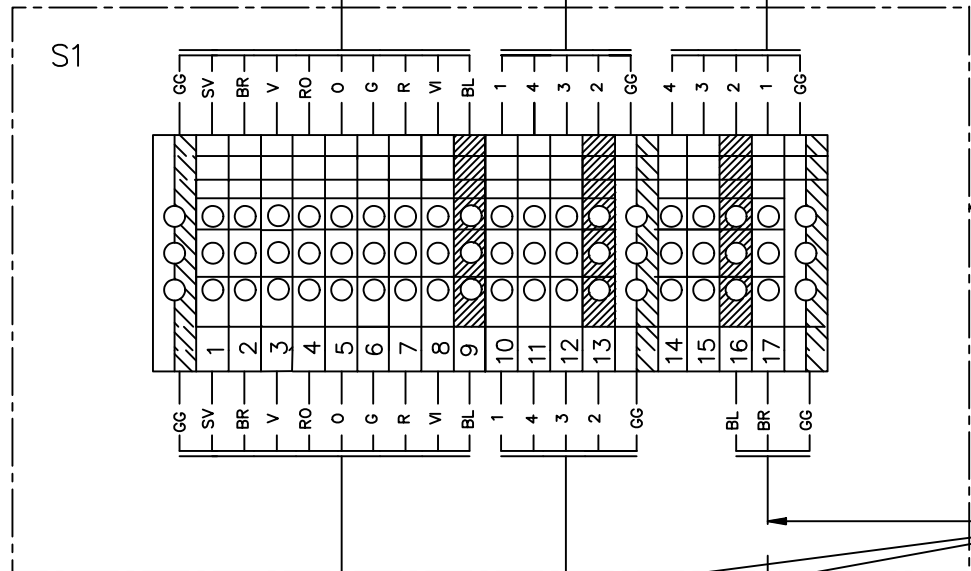 S1
GG SV BR V RO O G R VI BL 1 4 3 2 GG 4 3 2 1 GG
1 2 3 4 5 6 7 8 9 10 11 12 13 14 15 16 17
GG SV BR V RO O G R VI BL 1 4 3 2 GG BL BR GG